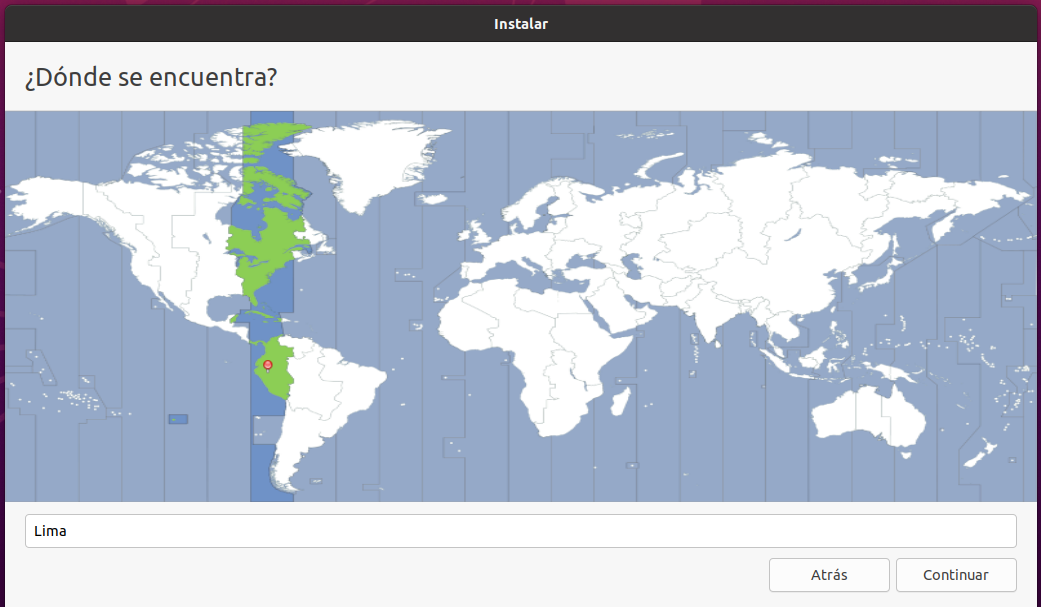 Instalar
¿Dónde se encuentra?
Lima
Atrás
Continuar